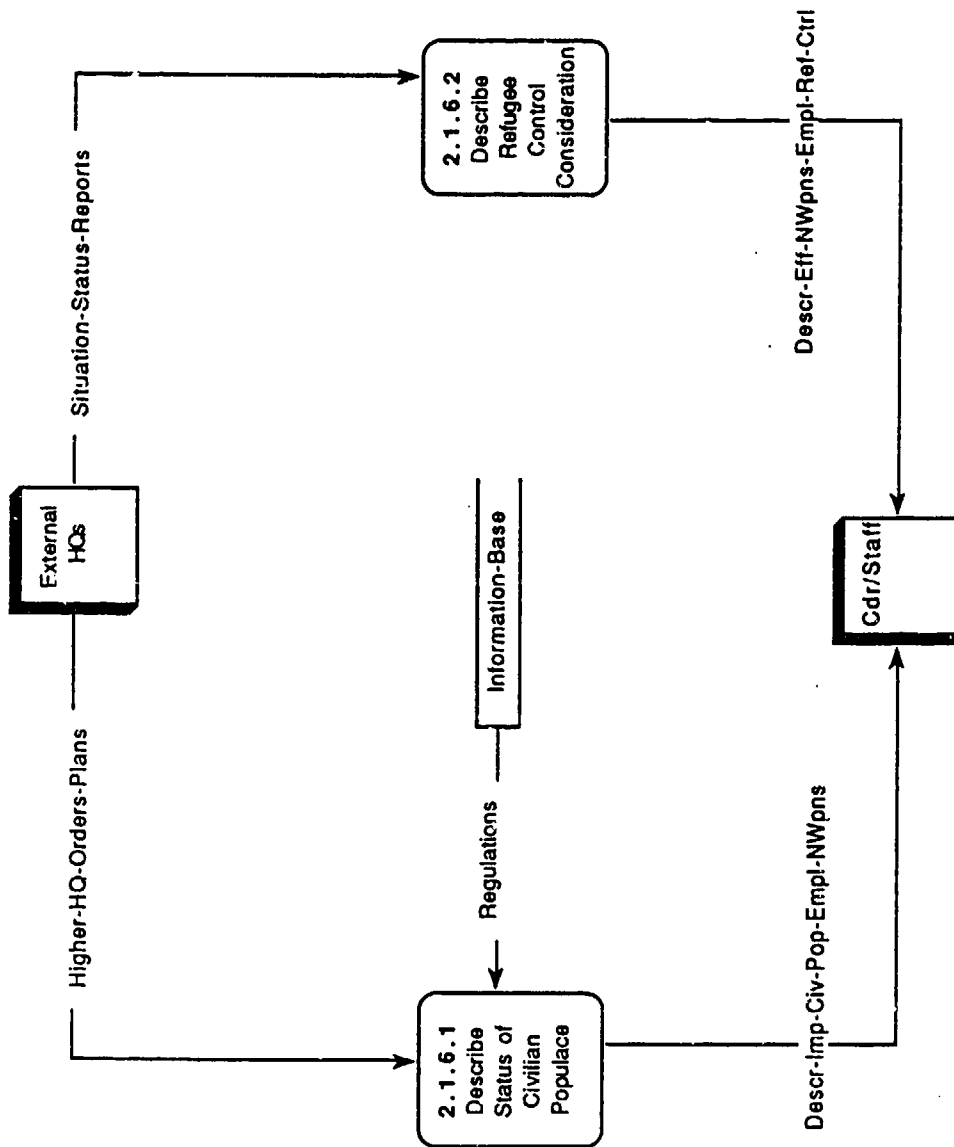 External
HQs
Higher-HQ-Orders-Plans
Situation-Status-Reports
2.1.6.1
Describe
Status of
Civilian
Populace
Regulations
Information-Base
2.1.6.2
Describe
Refugee
Control
Consideration
Descr-Imp-Civ-Pop-Empl-NWpns
Descr-Eff-NWpns-Empl-Ref-Ctrl
Cdr/Staff